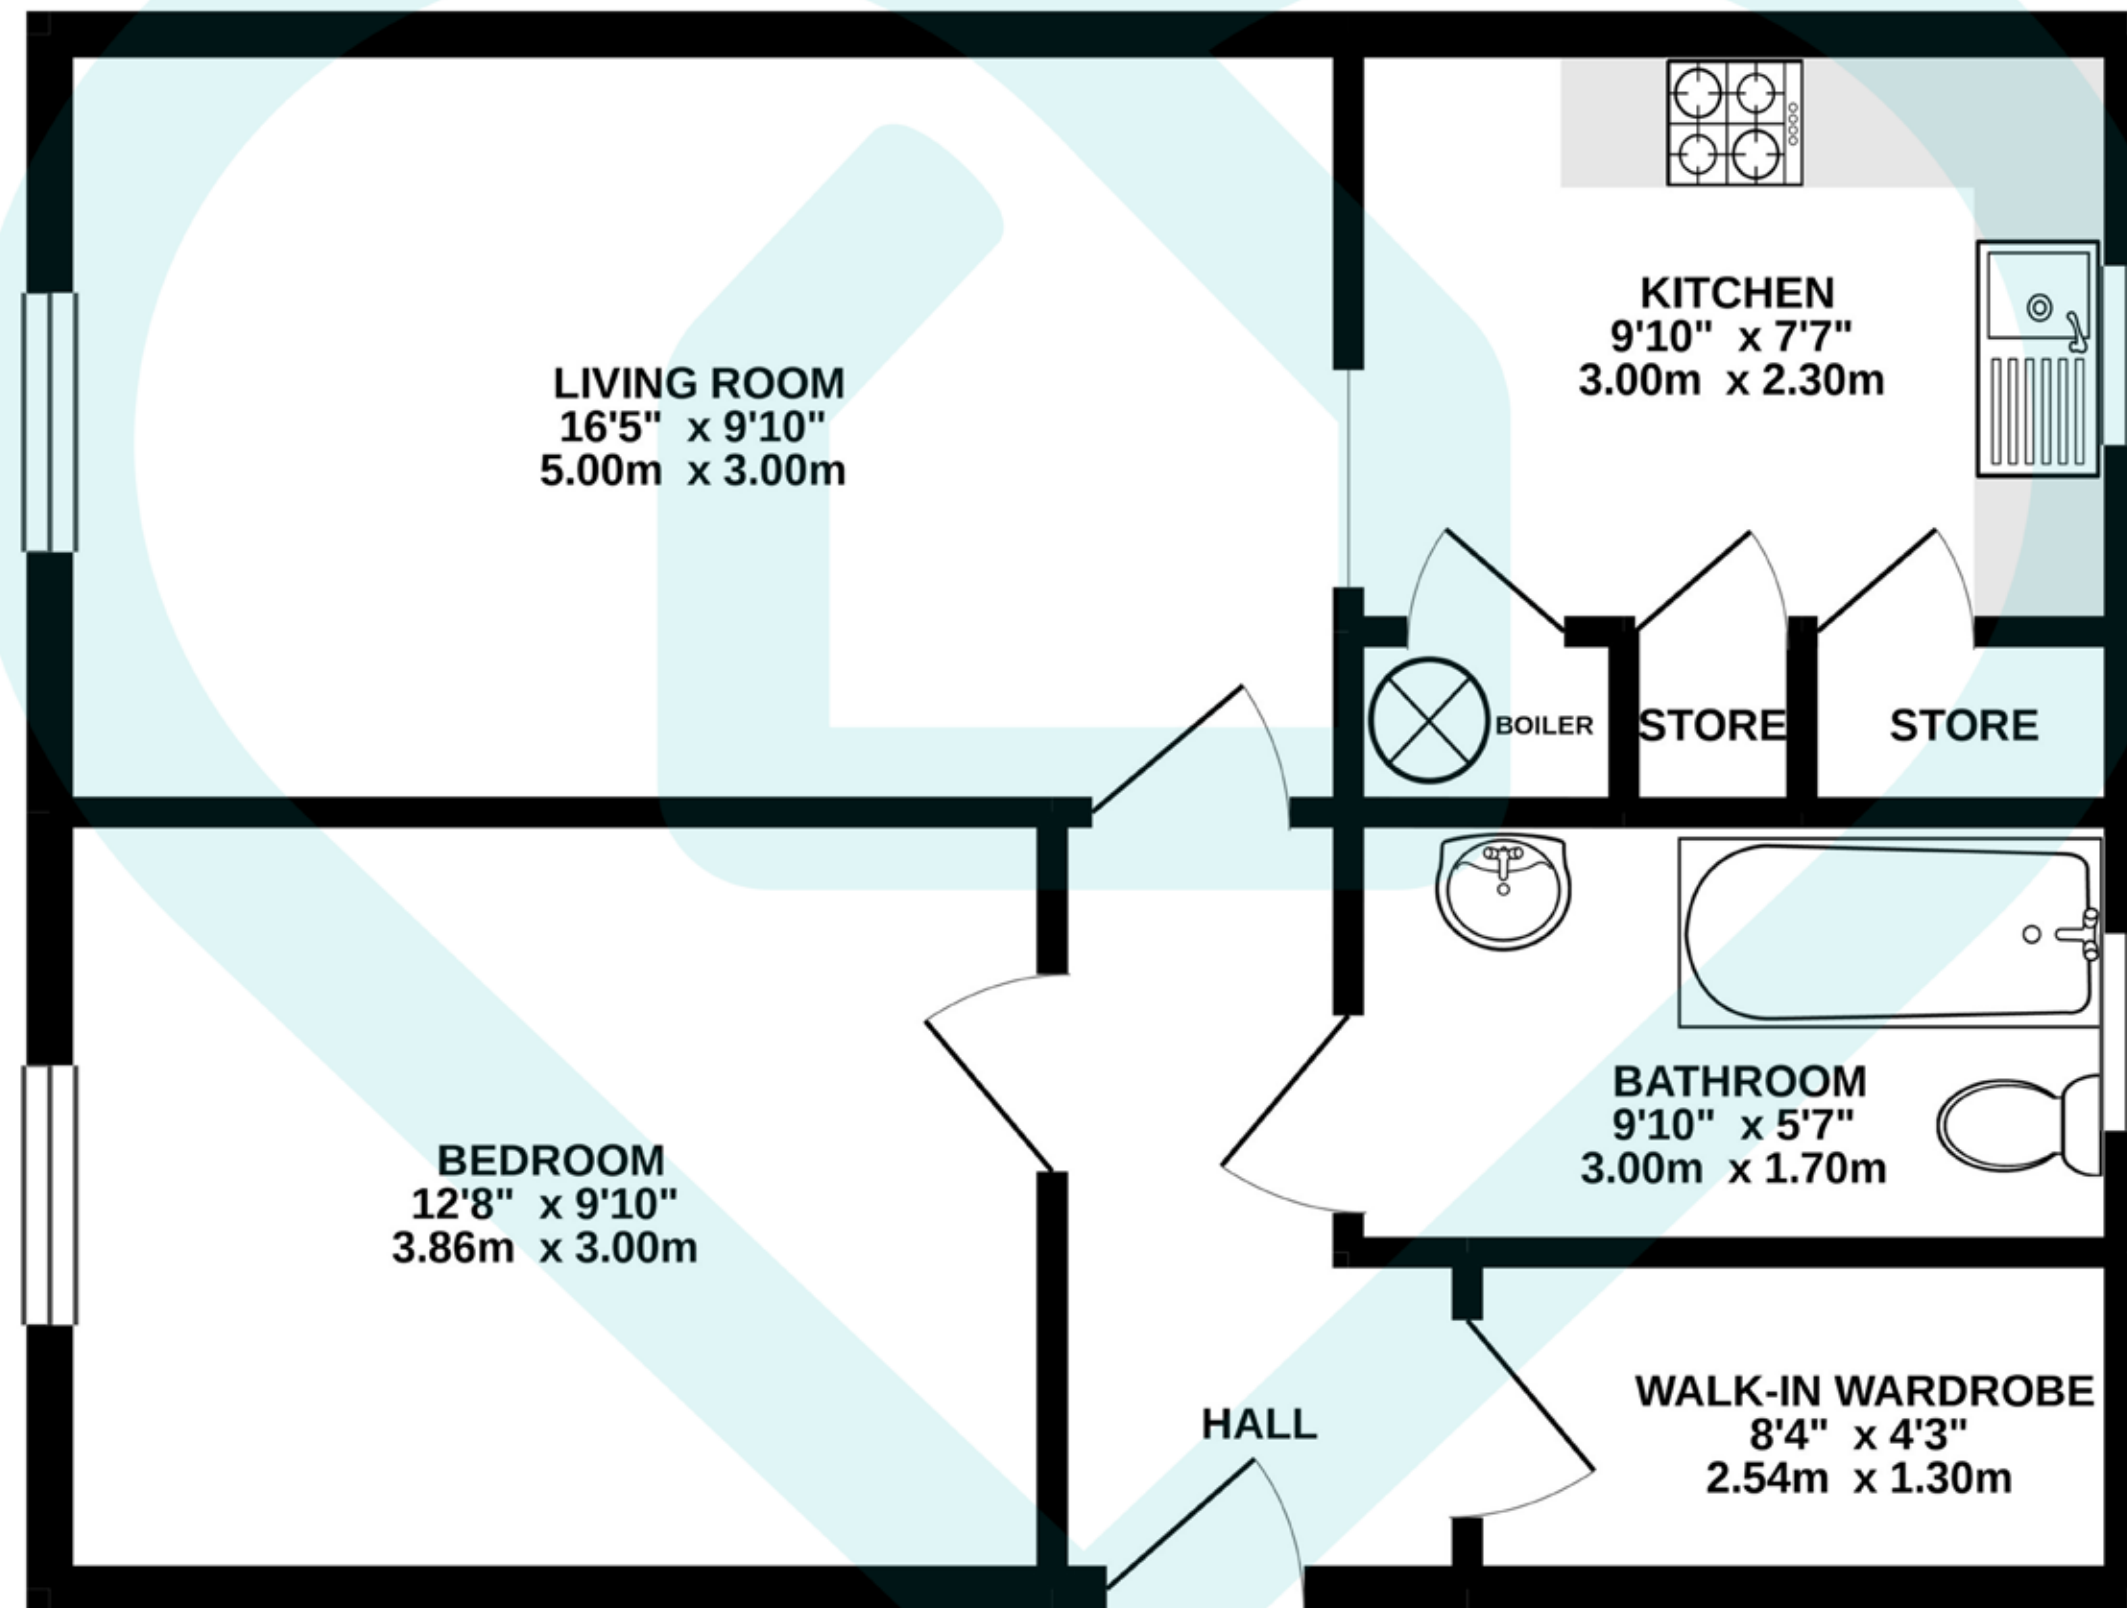 LIVING ROOM
16'5" x 9'10"
5.00m x 3.00m
KITCHEN
9'10" x 7'7"
3.00m x 2.30m
BOILER
STORE
STORE
BEDROOM
12'8" x 9'10"
3.86m x 3.00m
BATHROOM
9'10" x 5'7"
3.00m x 1.70m
HALL
WALK-IN WARDROBE
8'4" x 4'3"
2.54m x 1.30m